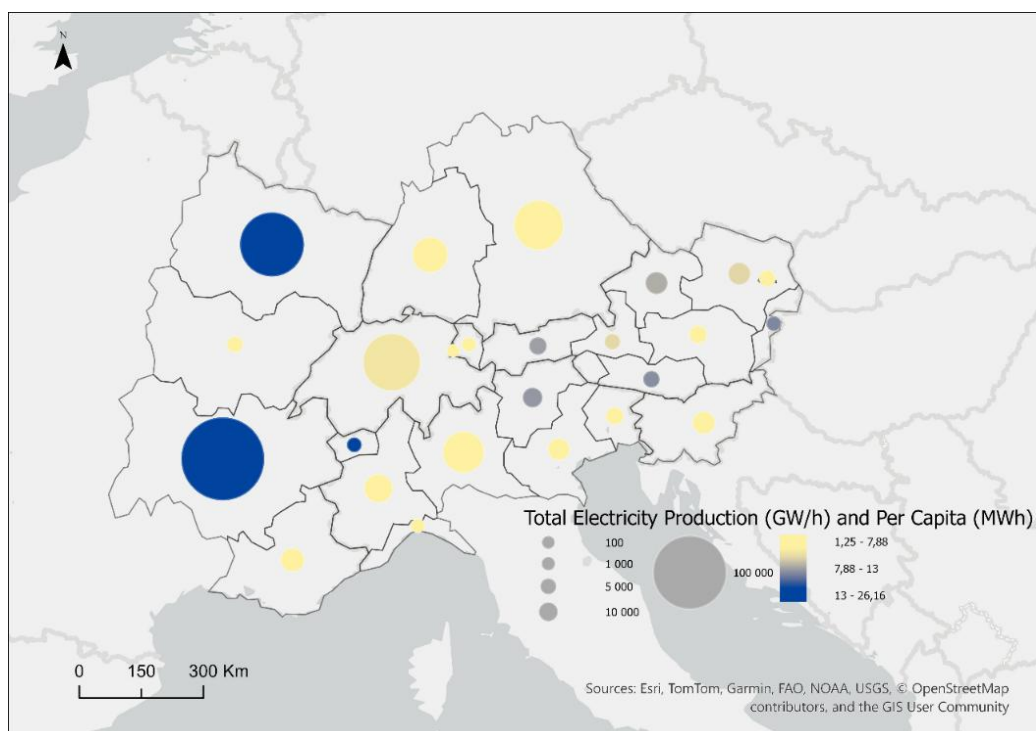 N
Total Electricity Production (GW/h) and Per Capita (MWh)
100
1 000
5 000
10 000
100 000
1,25 - 7,88
7,88 - 13
13 - 26,16
0 150 300 Km
Sources: Esri, TomTom, Garmin, FAO, NOAA, USGS, © OpenStreetMap
contributors, and the GIS User Community